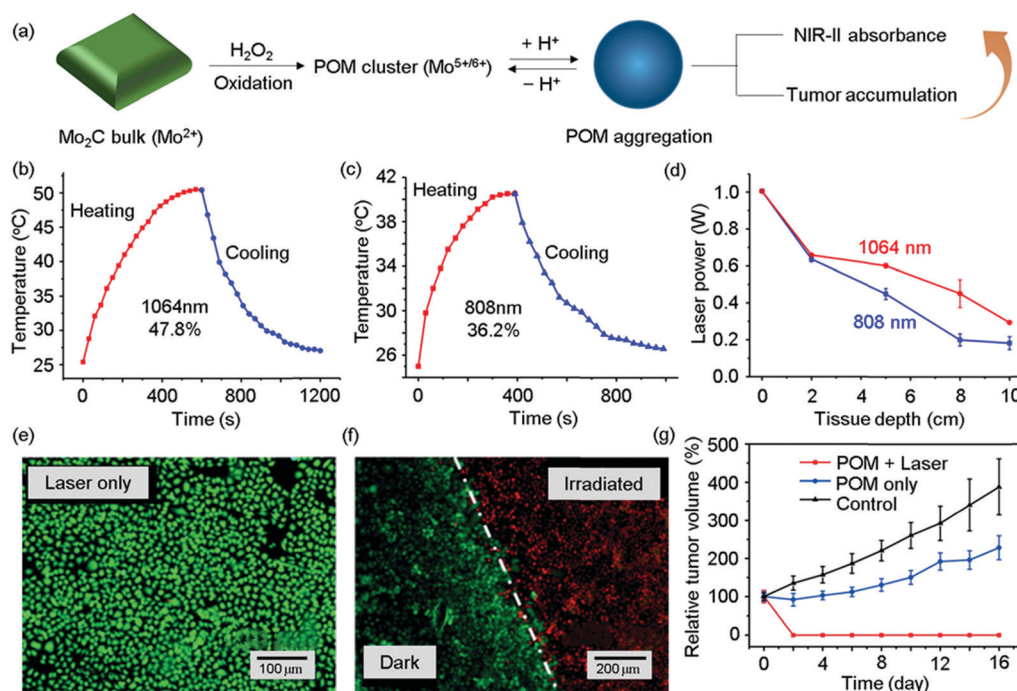 (a)
H₂O₂
Oxidation
Mo₂C bulk (Mo²⁺)
POM cluster (Mo⁵⁺/⁶⁺)
+ H⁺
− H⁺
POM aggregation
NIR-II absorbance
Tumor accumulation
(b)
Temperature (°C)
50
45
40
35
30
25
Heating
Cooling
1064nm
47.8%
0 400 800 1200
Time (s)
(c)
Temperature (°C)
42
38
34
30
26
Heating
Cooling
808nm
36.2%
0 400 800
Time (s)
(d)
Laser power (W)
1.0
0.8
0.6
0.4
0.2
0.0
1064 nm
808 nm
0 2 4 6 8 10
Tissue depth (cm)
(e)
Laser only
100 μm
(f)
Irradiated
Dark
200 μm
(g)
Relative tumor volume (%)
500
400
300
200
100
0
POM + Laser
POM only
Control
0 4 8 12 16
Time (day)